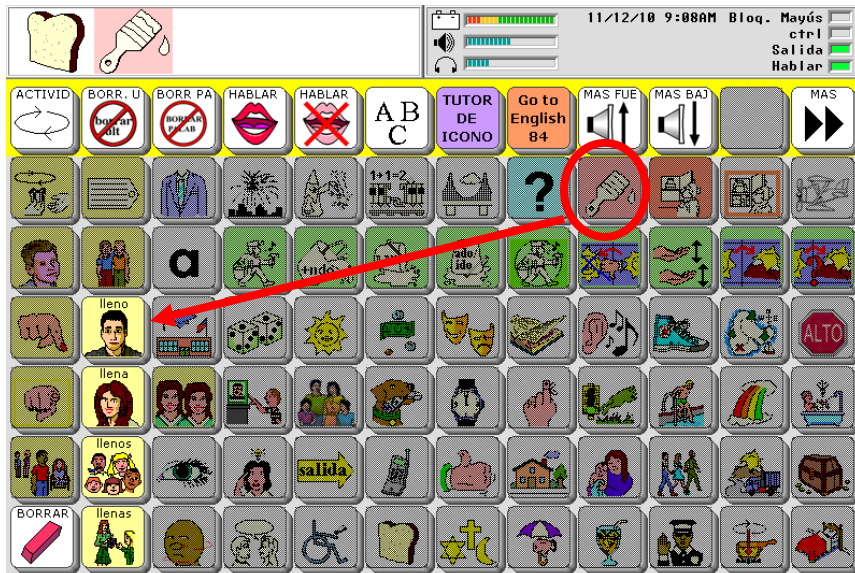 11/12/10 9:08AM Bloq. Mayús
ctrl
Salida
Hablar
ACTIVID
BORR. U
borrar
ult
BORR PA
BORRAR
PALAB
HABLAR
HABLAR
A B
C
TUTOR
DE
ICONO
Go to
English
84
MAS FUE
MAS BAJ
MAS
1+1=2
?
a
+ndo
ado/
ido
lleno
ALTO
llena
llenos
salida
BORRAR
llenas